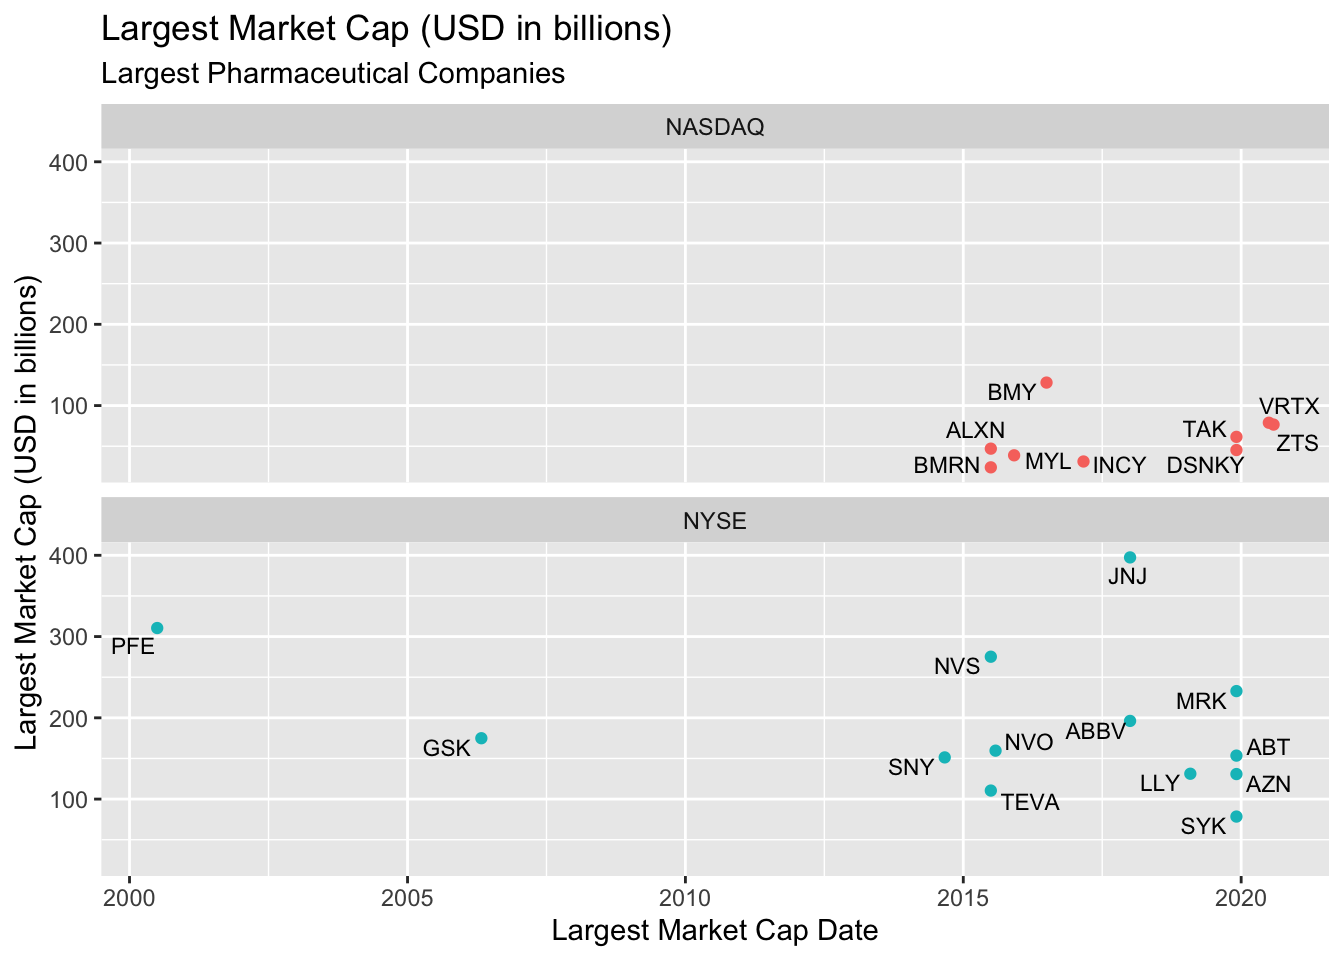 Largest Market Cap (USD in billions)
Largest Pharmaceutical Companies
Largest Market Cap (USD in billions)
NASDAQ
400
300
200
100
BMY
VRTX
ALXN
TAK
ZTS
BMRN
MYL
INCY
DSNKY
NYSE
400
300
200
100
JNJ
PFE
NVS
MRK
ABBV
NVO
GSK
ABT
SNY
LLY
AZN
TEVA
SYK
2000
2005
2010
2015
2020
Largest Market Cap Date